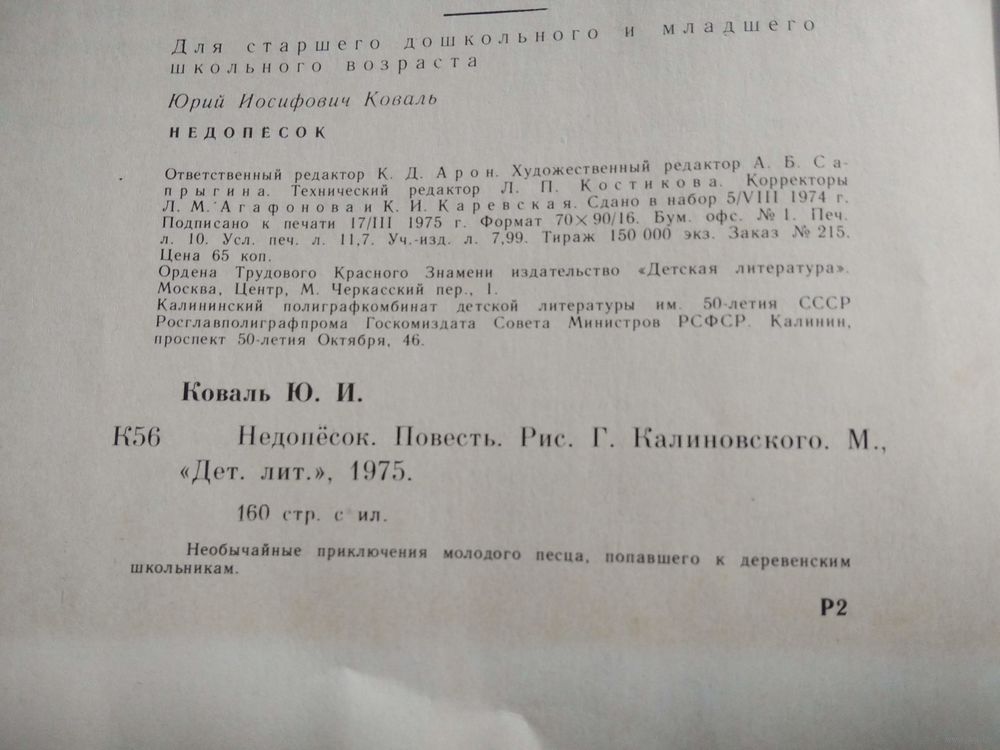 Для старшего дошкольного и младшего
школьного возраста
Юрий Иосифович Коваль
НЕДОПЁСОК
Ответственный редактор К. Д. Арон. Художественный редактор А. Б. Са-
прыгина. Технический редактор Л. П. Костикова. Корректоры
Л. М. Агафонова и К. И. Каревская. Сдано в набор 5/VIII 1974 г.
Подписано к печати 17/III 1975 г. Формат 70×90/16. Бум. офс. № 1. Печ.
л. 10. Усл. печ. л. 11,7. Уч.-изд. л. 7,99. Тираж 150 000 экз. Заказ № 215.
Цена 65 коп.
Ордена Трудового Красного Знамени издательство «Детская литература».
Москва, Центр, М. Черкасский пер., 1.
Калининский полиграфкомбинат детской литературы им. 50-летия СССР
Росглавполиграфпрома Госкомиздата Совета Министров РСФСР. Калинин,
проспект 50-летия Октября, 46.
Коваль Ю. И.
К56 Недопёсок. Повесть. Рис. Г. Калиновского. М.,
«Дет. лит.», 1975.
160 стр. с ил.
Необычайные приключения молодого песца, попавшего к деревенским
школьникам.
Р2